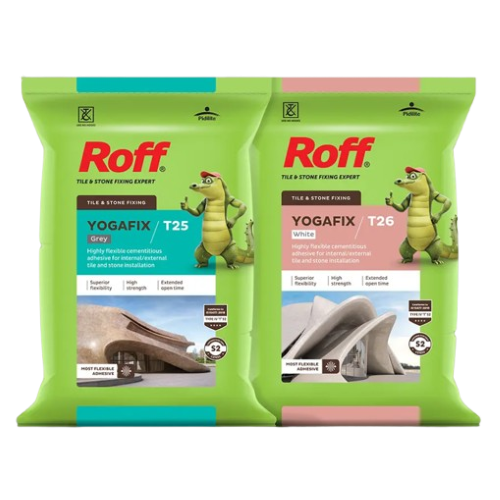 Pidilite
Roff®
TILE & STONE FIXING EXPERT
TILE & STONE FIXING
YOGAFIX / T25
Grey
Highly flexible cementitious
adhesive for internal/external
tile and stone installation
Superior
flexibility
High
strength
Extended
open time
S2
MOST FLEXIBLE
ADHESIVE
Pidilite
Roff®
TILE & STONE FIXING EXPERT
TILE & STONE FIXING
YOGAFIX / T26
White
Highly flexible cementitious
adhesive for internal/external
tile and stone installation
Superior
flexibility
High
strength
Extended
open time
S2
MOST FLEXIBLE
ADHESIVE